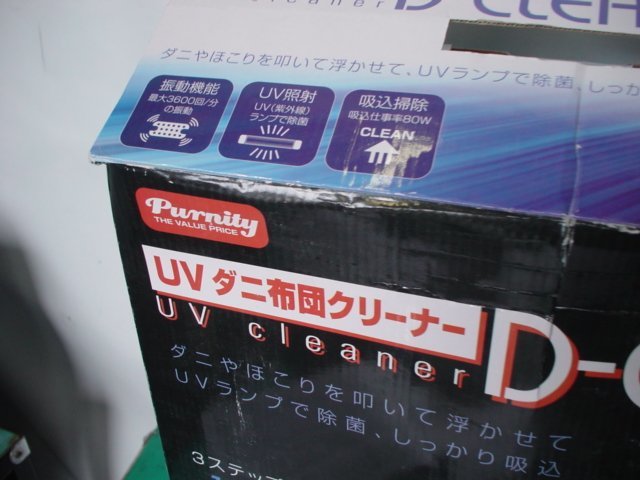 cleaner D-CLEA
ダニやほこりを叩いて浮かせて、UVランプで除菌、しっか
振動機能
最大3600回/分
の振動
UV照射
UV(紫外線)
ランプで除菌
吸込掃除
吸込仕事率80W
CLEAN
Purnity
THE VALUE PRICE
UVダニ布団クリーナー
UV cleaner D-
ダニやほこりを叩いて浮かせて
UVランプで除菌、しっかり吸込
3ステップ